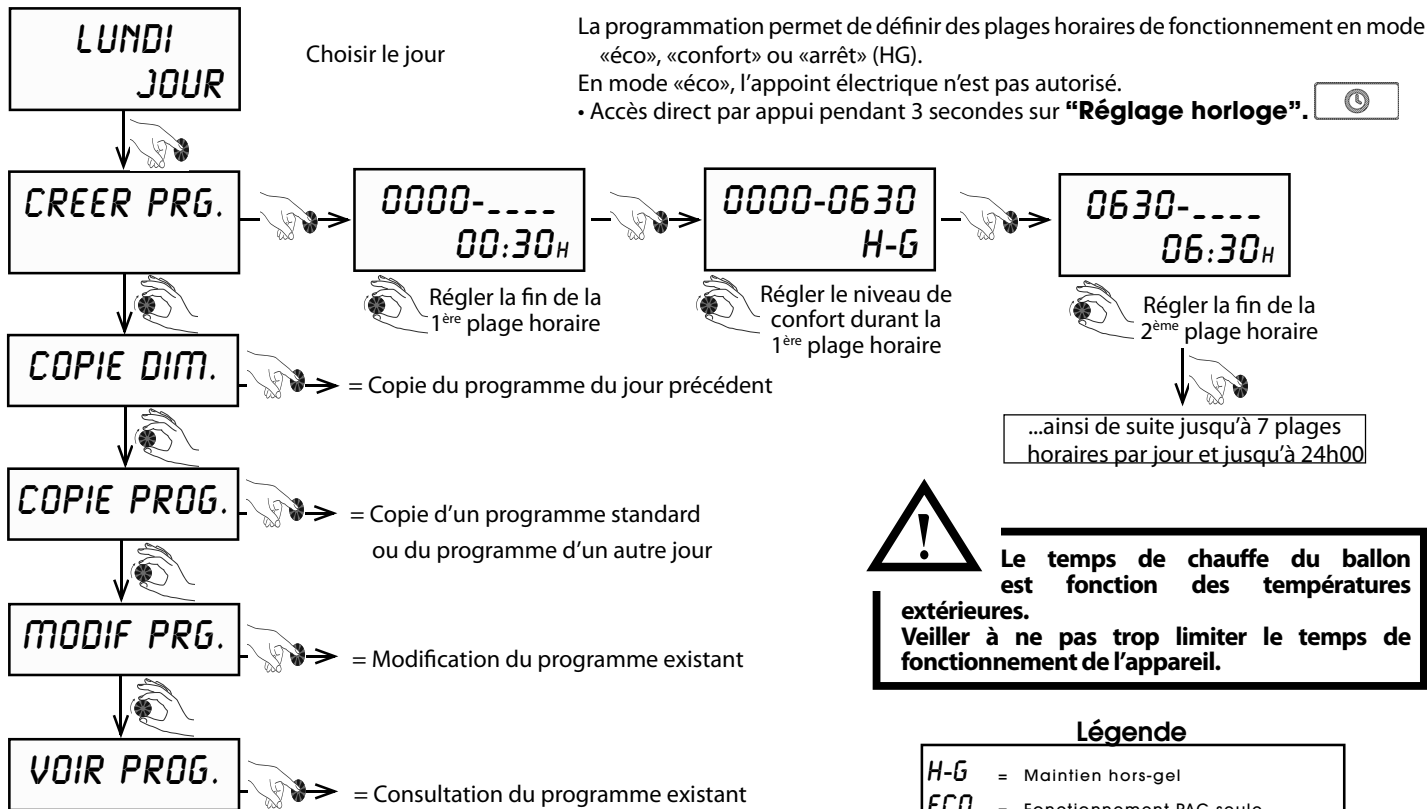 LUNDI
JOUR
Choisir le jour
La programmation permet de définir des plages horaires de fonctionnement en mode
«éco», «confort» ou «arrêt» (HG).
En mode «éco», l'appoint électrique n'est pas autorisé.
• Accès direct par appui pendant 3 secondes sur "Réglage horloge".
CREER PRG.
0000-____
00:30H
0000-0630
H-G
0630-____
06:30H
Régler la fin de la
1ère plage horaire
Régler le niveau de
confort durant la
1ère plage horaire
Régler la fin de la
2ème plage horaire
...ainsi de suite jusqu'à 7 plages
horaires par jour et jusqu'à 24h00
COPIE DIM.
= Copie du programme du jour précédent
COPIE PROG.
= Copie d'un programme standard
ou du programme d'un autre jour
MODIF PRG.
= Modification du programme existant
VOIR PROG.
= Consultation du programme existant
!
Le temps de chauffe du ballon
est fonction des températures
extérieures.
Veiller à ne pas trop limiter le temps de
fonctionnement de l'appareil.
Légende
H-G = Maintien hors-gel
ECO = Fonctionnement PAC seule